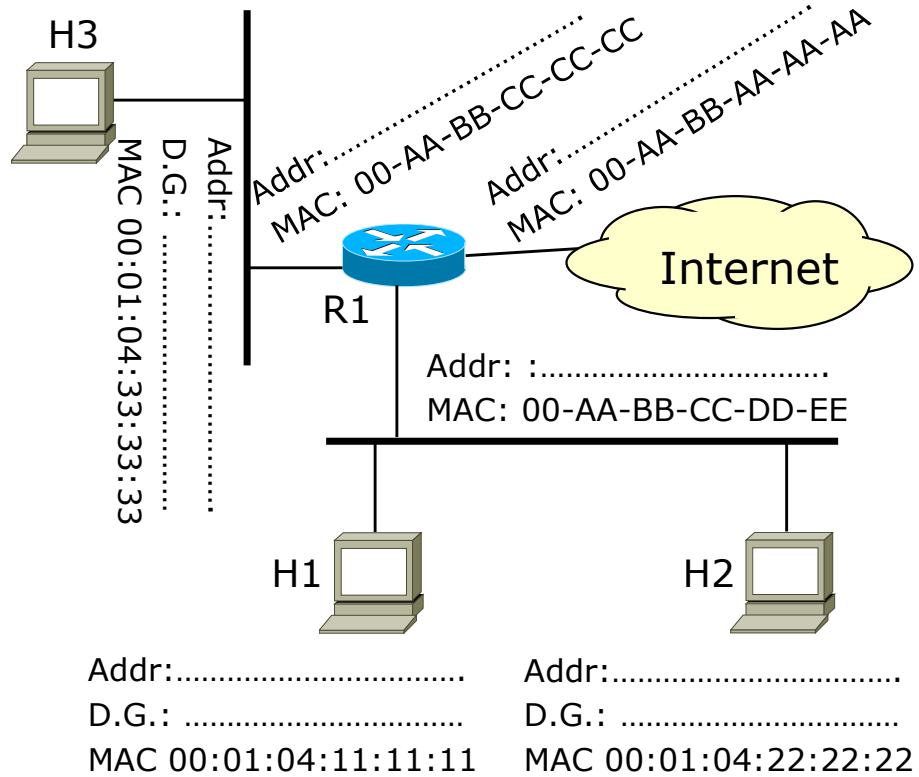 H3
Addr:..................................
MAC: 00-AA-BB-CC-CC-CC
Addr:..................................
MAC: 00-AA-BB-AA-AA-AA
Addr:..................................
D.G.: ..................................
MAC 00:01:04:33:33:33
Internet
R1
Addr: :..................................
MAC: 00-AA-BB-CC-DD-EE
H1
H2
Addr:..................................
D.G.: ..................................
MAC 00:01:04:11:11:11
Addr:..................................
D.G.: ..................................
MAC 00:01:04:22:22:22